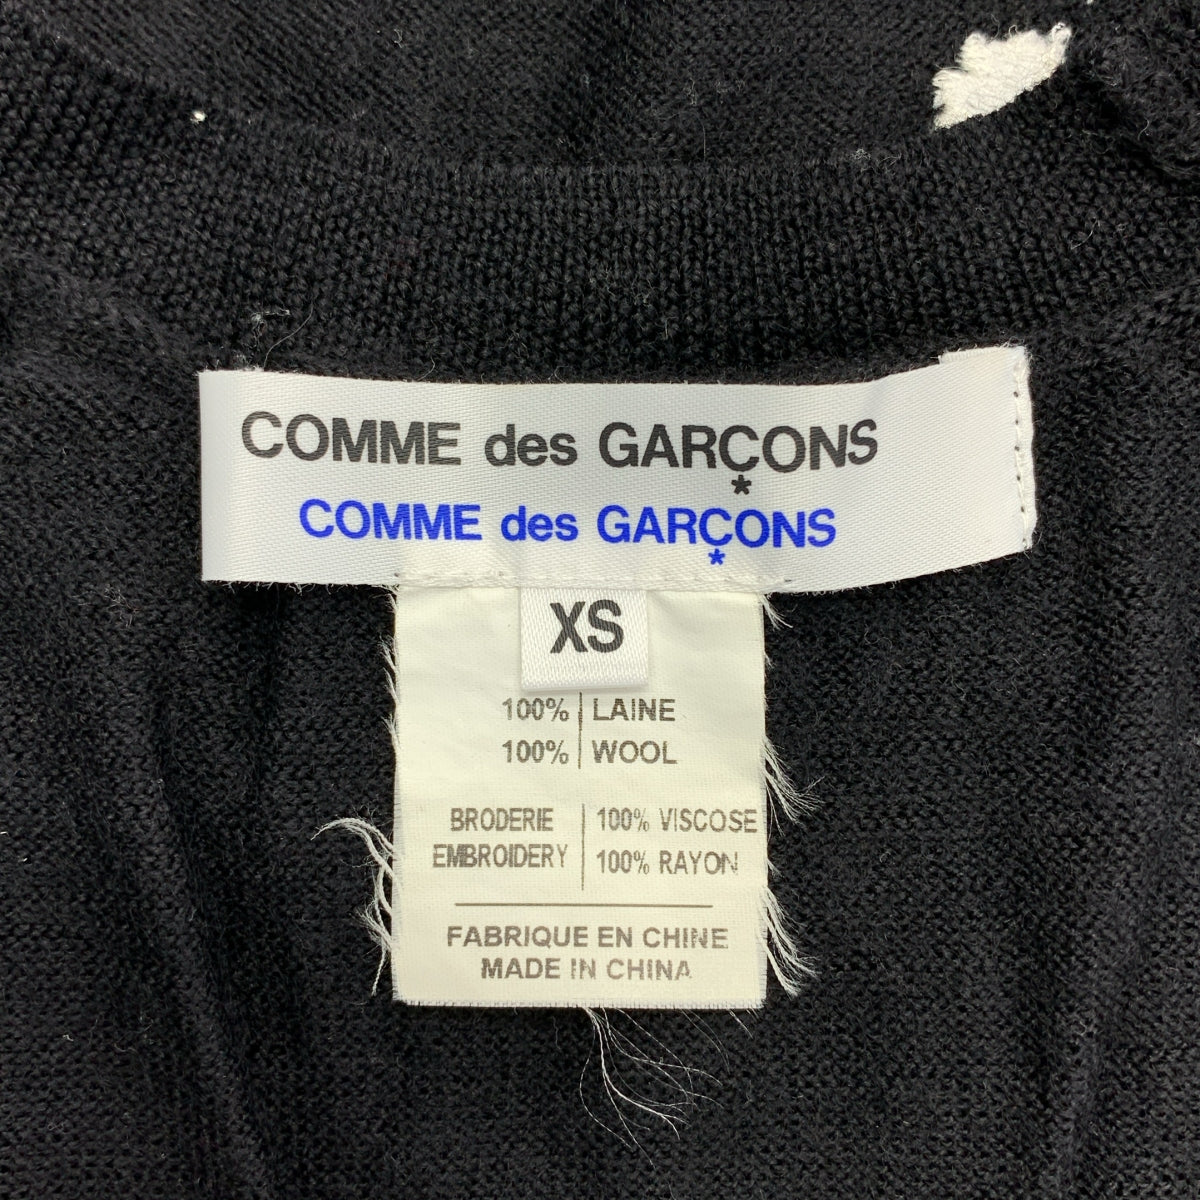 COMME des GARÇONS
*
COMME des GARÇONS
*
XS
100% LAINE
100% WOOL
BRODERIE 100% VISCOSE
EMBROIDERY 100% RAYON
FABRIQUE EN CHINE
MADE IN CHINA